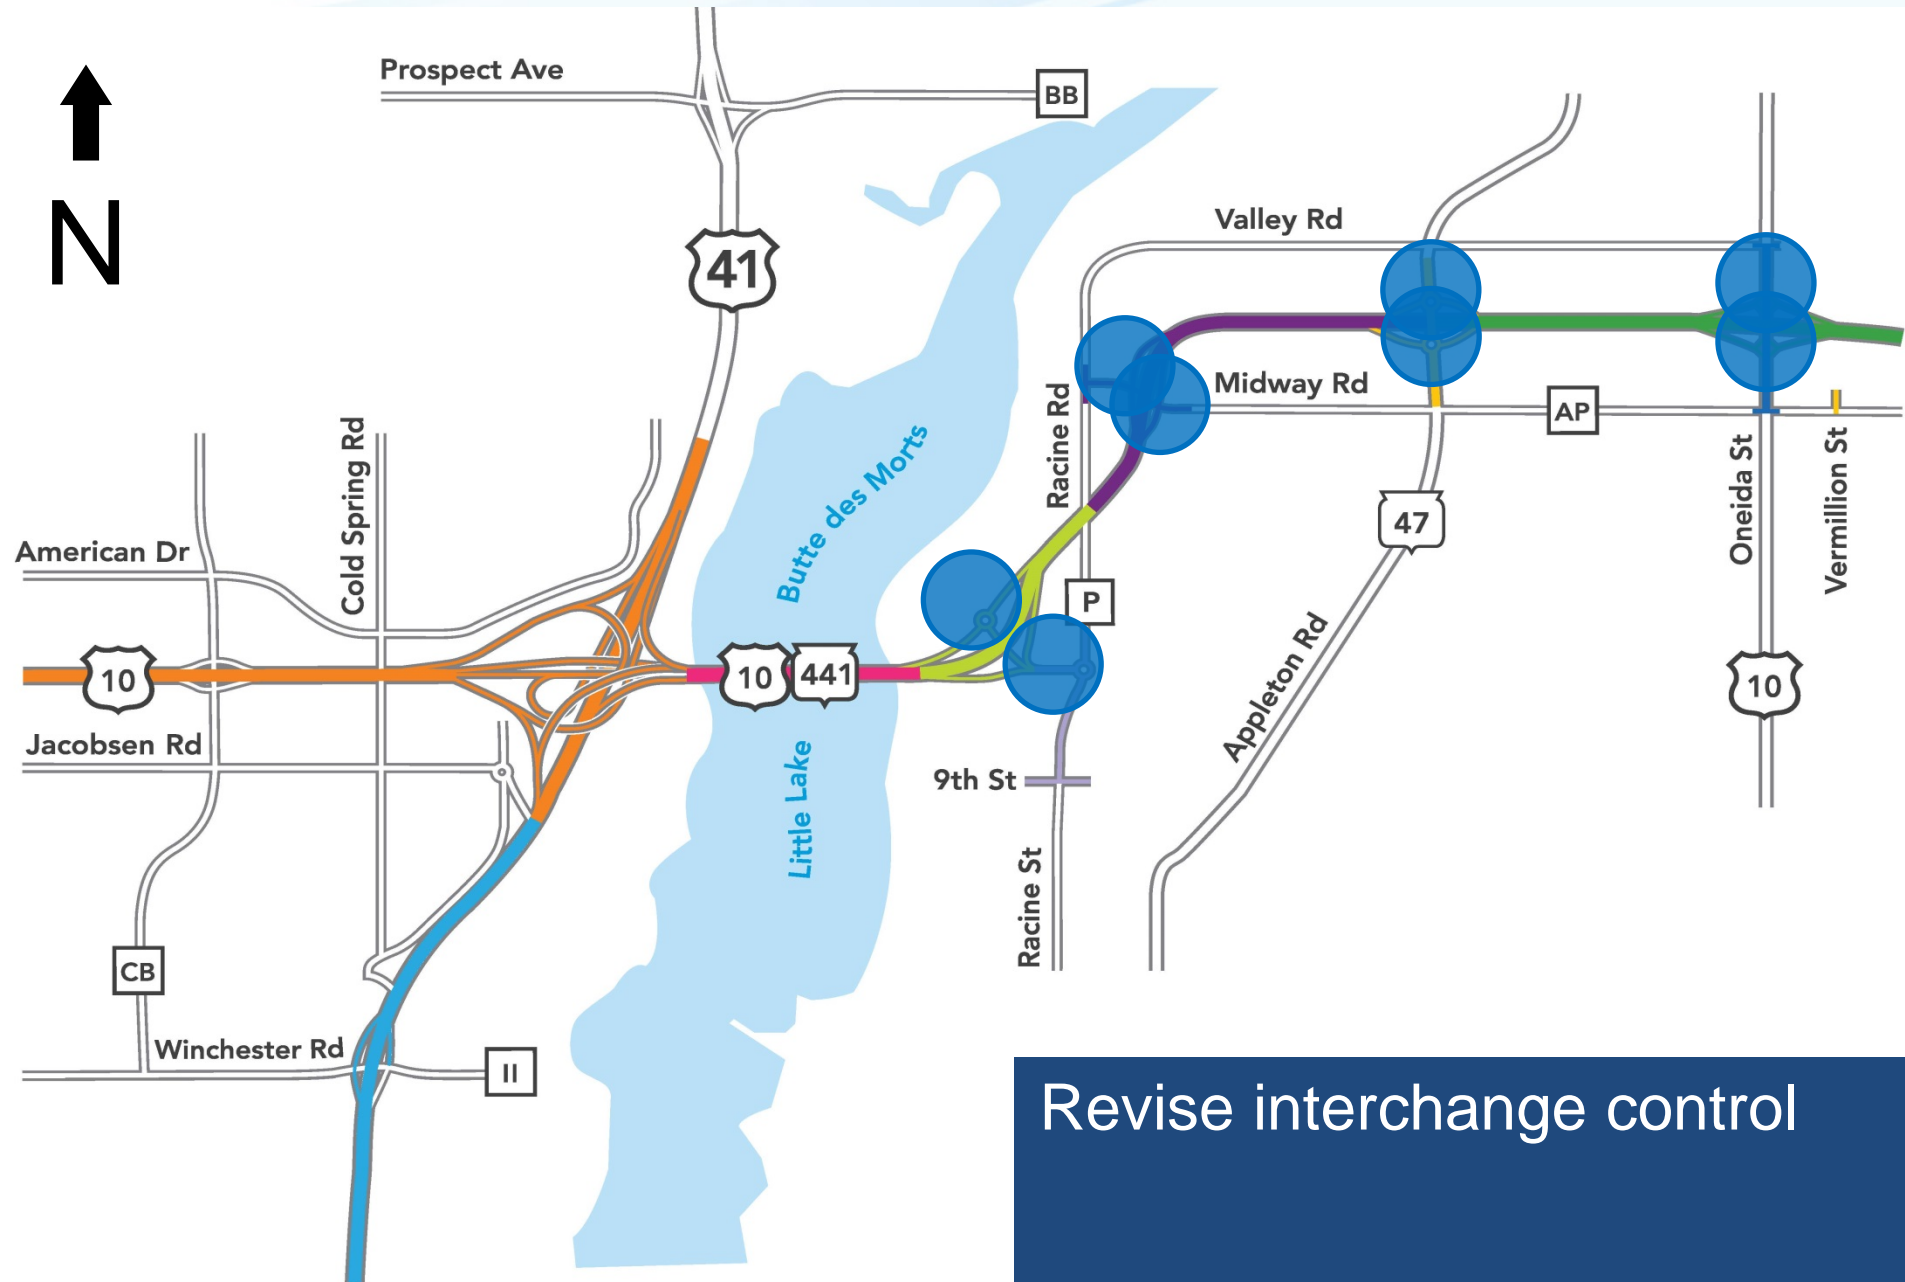 Prospect Ave
BB
N
41
Valley Rd
Midway Rd
AP
Racine Rd
Cold Spring Rd
Butte des Morts
Oneida St
Vermillion St
47
American Dr
P
10
10
441
10
Appleton Rd
Jacobsen Rd
Little Lake
9th St
Racine St
CB
Winchester Rd
II
Revise interchange control